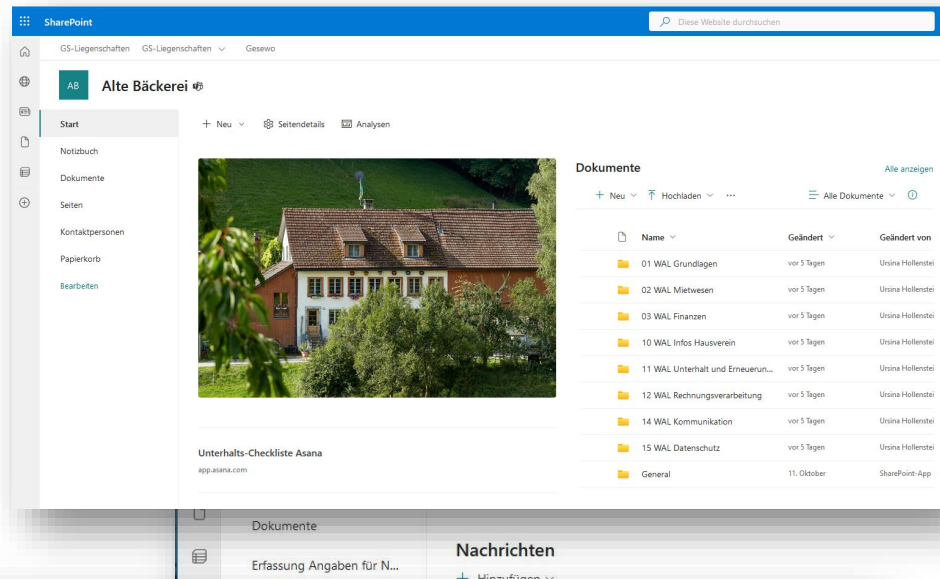 SharePoint
Diese Website durchsuchen
GS-Liegenschaften GS-Liegenschaften Gesewo
AB Alte Bäckerei
Start
Notizbuch
Dokumente
Seiten
Kontaktpersonen
Papierkorb
Bearbeiten
+ Neu Seitendetails Analysen
Unterhalts-Checkliste Asana
app.asana.com
Dokumente Alle anzeigen
+ Neu Hochladen ... Alle Dokumente
Name Geändert Geändert von
01 WAL Grundlagen vor 5 Tagen Ursina Hollenstei
02 WAL Mietwesen vor 5 Tagen Ursina Hollenstei
03 WAL Finanzen vor 5 Tagen Ursina Hollenstei
10 WAL Infos Hausverein vor 5 Tagen Ursina Hollenstei
11 WAL Unterhalt und Erneuerun... vor 5 Tagen Ursina Hollenstei
12 WAL Rechnungsverarbeitung vor 5 Tagen Ursina Hollenstei
14 WAL Kommunikation vor 5 Tagen Ursina Hollenstei
15 WAL Datenschutz vor 5 Tagen Ursina Hollenstei
General 11. Oktober SharePoint-App
Dokumente
Erfassung Angaben für N...
Nachrichten
+ Hinzufügen